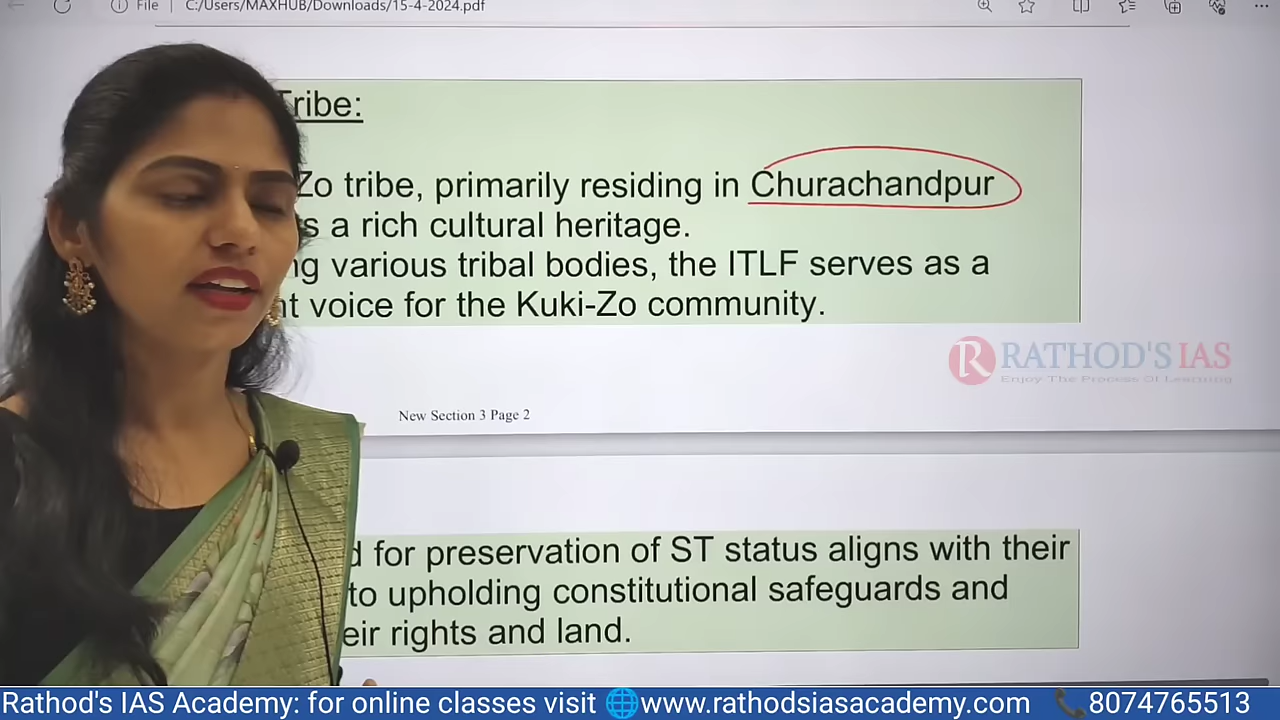 File | C:/Users/MAXHUB/Downloads/15-4-2024.pdf
Tribe:
Zo tribe, primarily residing in Churachandpur
s a rich cultural heritage.
ng various tribal bodies, the ITLF serves as a
nt voice for the Kuki-Zo community.
RATHOD'S IAS
Enjoy The Process Of Learning
New Section 3 Page 2
d for preservation of ST status aligns with their
to upholding constitutional safeguards and
eir rights and land.
Rathod's IAS Academy: for online classes visit www.rathodsiasacademy.com 8074765513